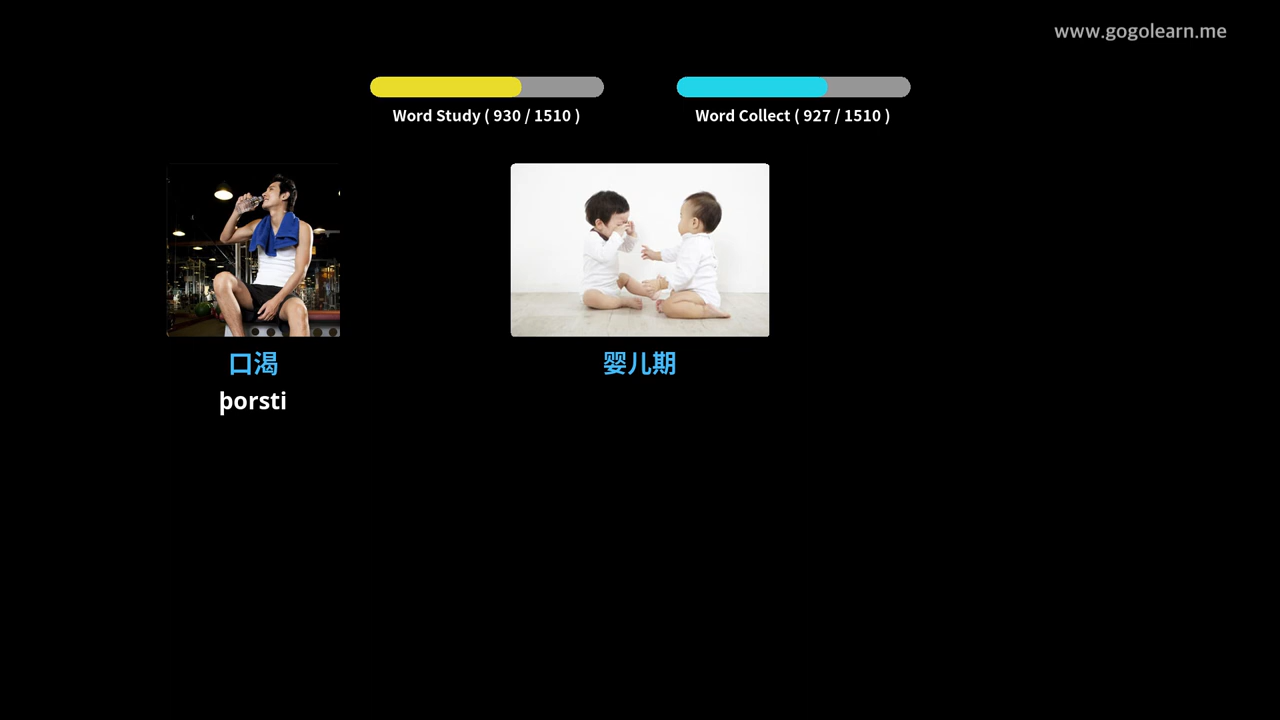 www.gogolearn.me
Word Study ( 930 / 1510 )
Word Collect ( 927 / 1510 )
口渴
þorsti
婴儿期